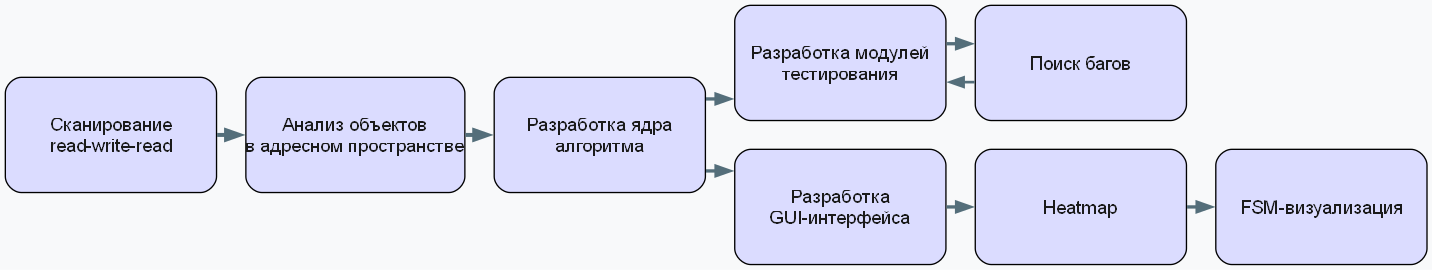 Сканирование
read-write-read
Анализ объектов
в адресном пространстве
Разработка ядра
алгоритма
Разработка модулей
тестирования
Поиск багов
Разработка
GUI-интерфейса
Heatmap
FSM-визуализация